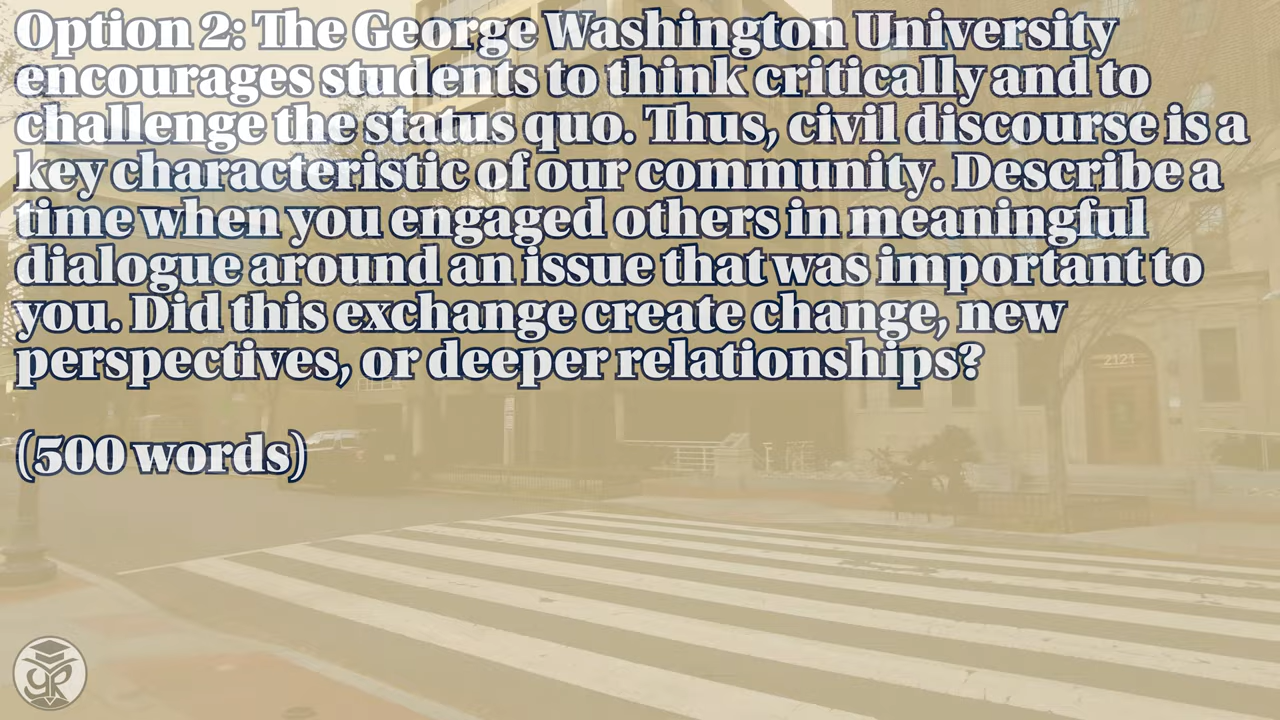 Option 2: The George Washington University
encourages students to think critically and to
challenge the status quo. Thus, civil discourse is a
key characteristic of our community. Describe a
time when you engaged others in meaningful
dialogue around an issue that was important to
you. Did this exchange create change, new
perspectives, or deeper relationships?
(500 words)
2121